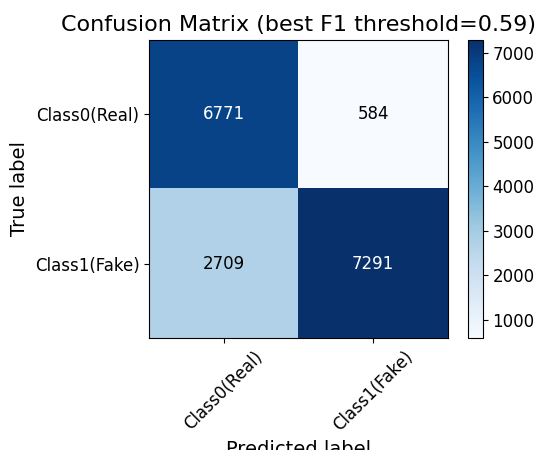 Confusion Matrix (best F1 threshold=0.59)
True label
Class0(Real)
6771
584
Class1(Fake)
2709
7291
Class0(Real)
Class1(Fake)
Predicted label
7000
6000
5000
4000
3000
2000
1000